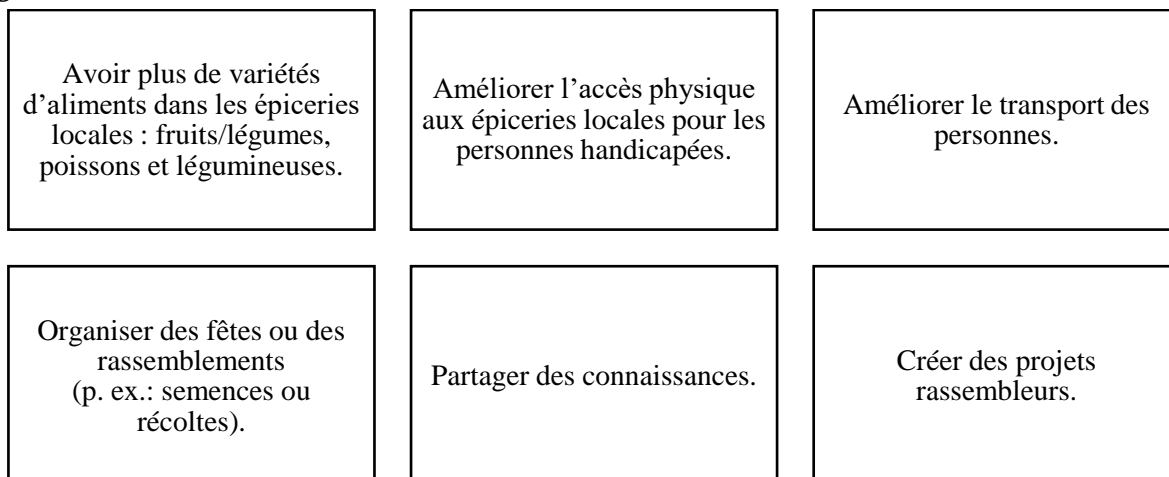 Avoir plus de variétés
d’aliments dans les épiceries
locales : fruits/légumes,
poissons et légumineuses.
Améliorer l’accès physique
aux épiceries locales pour les
personnes handicapées.
Améliorer le transport des
personnes.
Organiser des fêtes ou des
rassemblements
(p. ex.: semences ou
récoltes).
Partager des connaissances.
Créer des projets
rassembleurs.